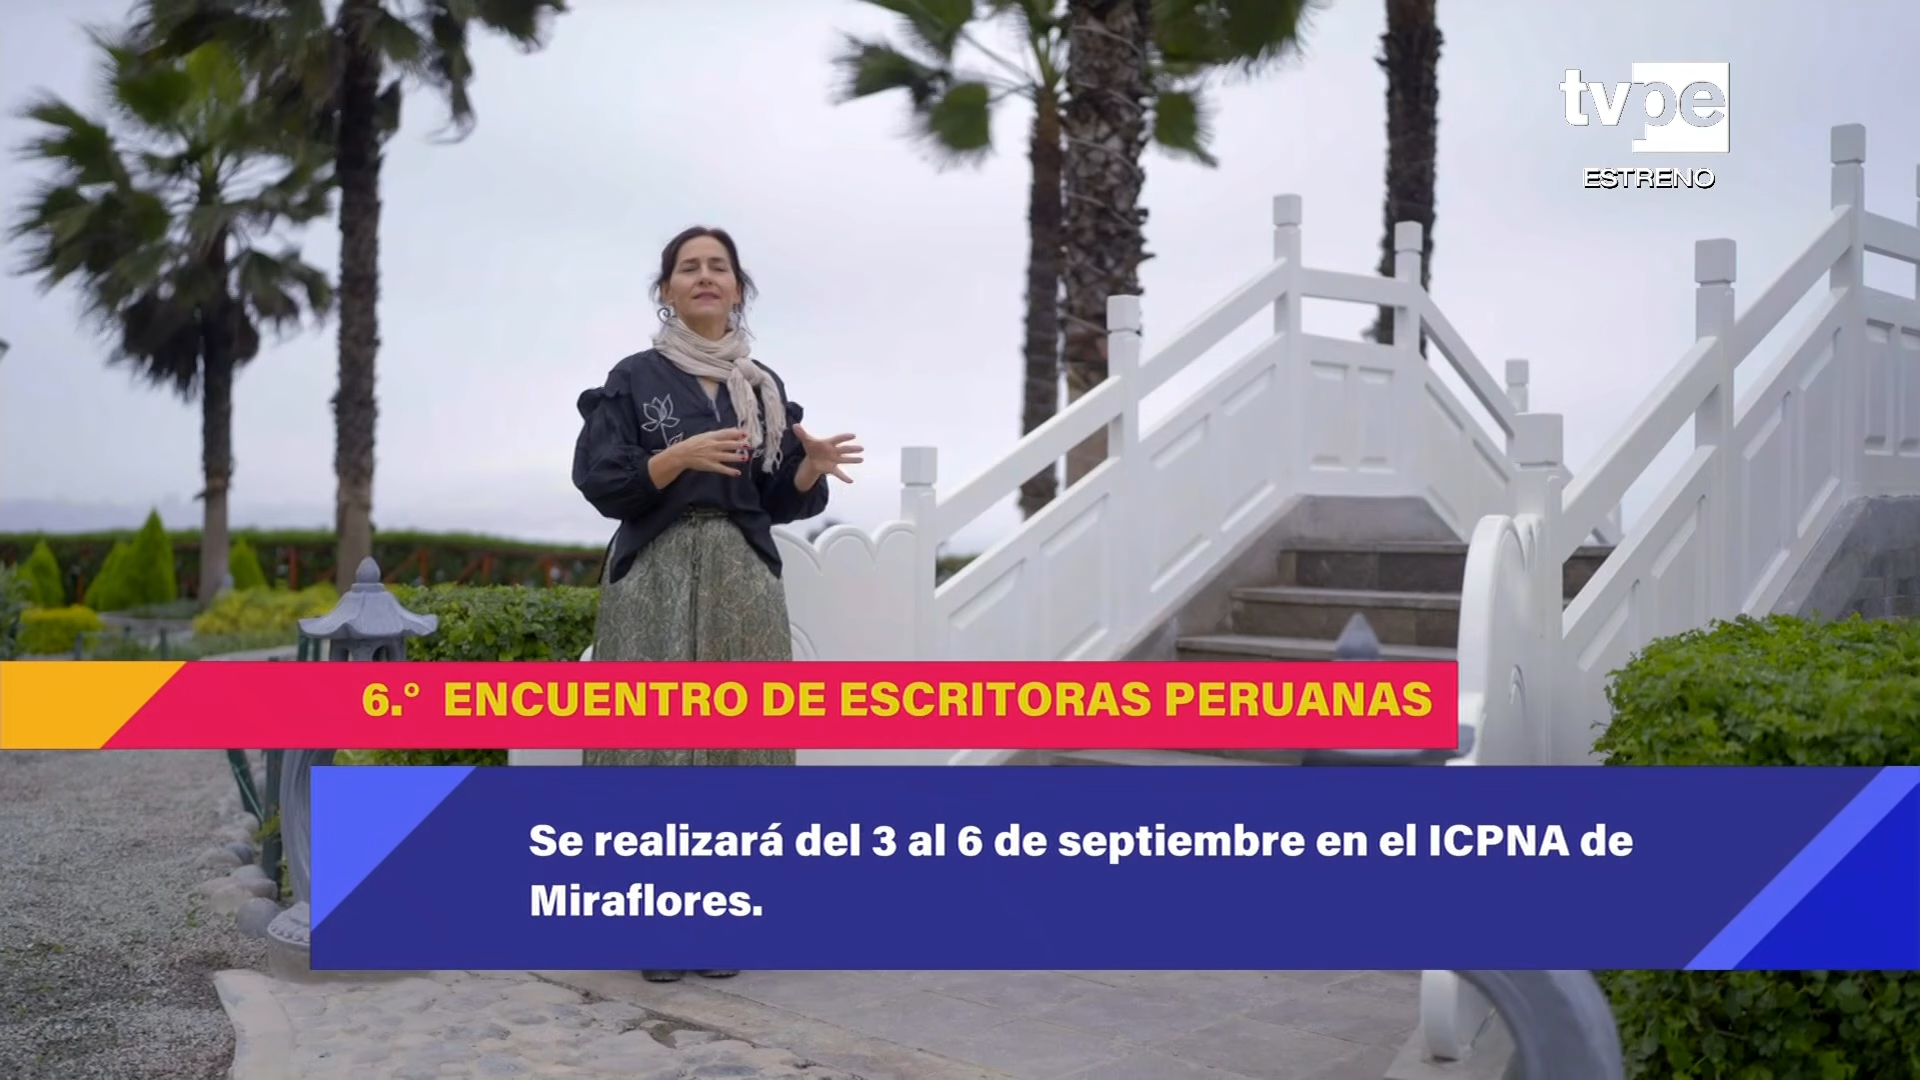 tvpe
ESTRENO
6.º ENCUENTRO DE ESCRITORAS PERUANAS
Se realizará del 3 al 6 de septiembre en el ICPNA de
Miraflores.